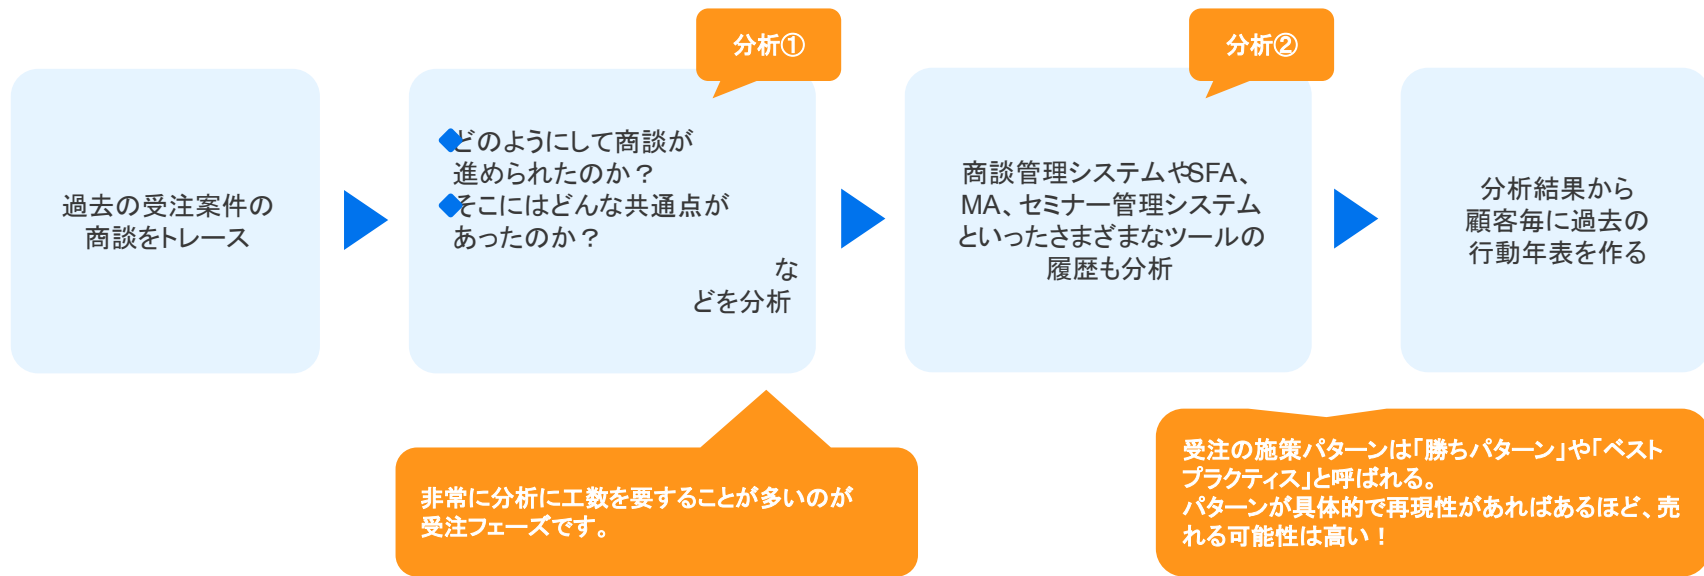 分析①
分析②
過去の受注案件の
商談をトレース
どのようにして商談が
進められたのか？
そこにはどんな共通点が
あったのか？
な
どを分析
商談管理システムやSFA、
MA、セミナー管理システム
といったさまざまなツールの
履歴も分析
分析結果から
顧客毎に過去の
行動年表を作る
非常に分析に工数を要することが多いのが
受注フェーズです。
受注の施策パターンは「勝ちパターン」や「ベスト
プラクティス」と呼ばれる。
パターンが具体的で再現性があればあるほど、売
れる可能性は高い！